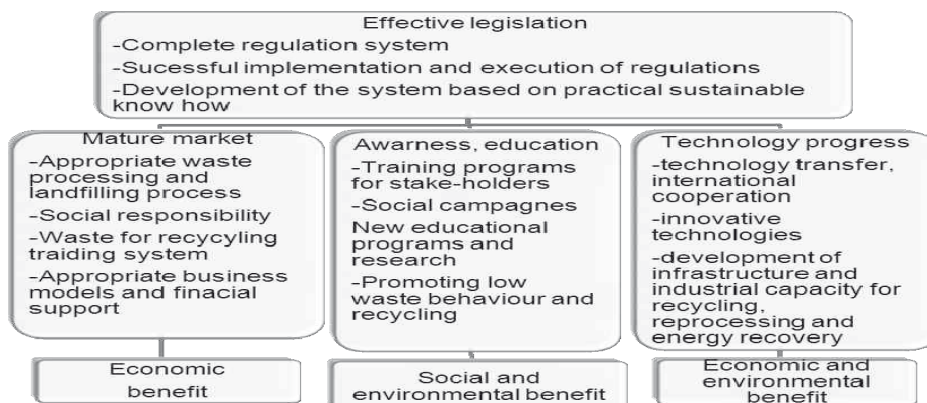 Effective legislation
-Complete regulation system
-Sucessful implementation and execution of regulations
-Development of the system based on practical sustainable
know how
Mature market
-Appropriate waste
processing and
landfilling process
-Social responsibility
-Waste for recycyling
traiding system
-Appropriate business
models and finacial
support
Awarness, education
-Training programs
for stake-holders
-Social campagnes
New educational
programs and
research
-Promoting low
waste behaviour and
recycling
Technology progress
-technology transfer,
international
cooperation
-innovative
technologies
-development of
infrastructure and
industrial capacity for
recycling,
reprocessing and
energy recovery
Economic
benefit
Social and
environmental benefit
Economic and
environmental
benefit